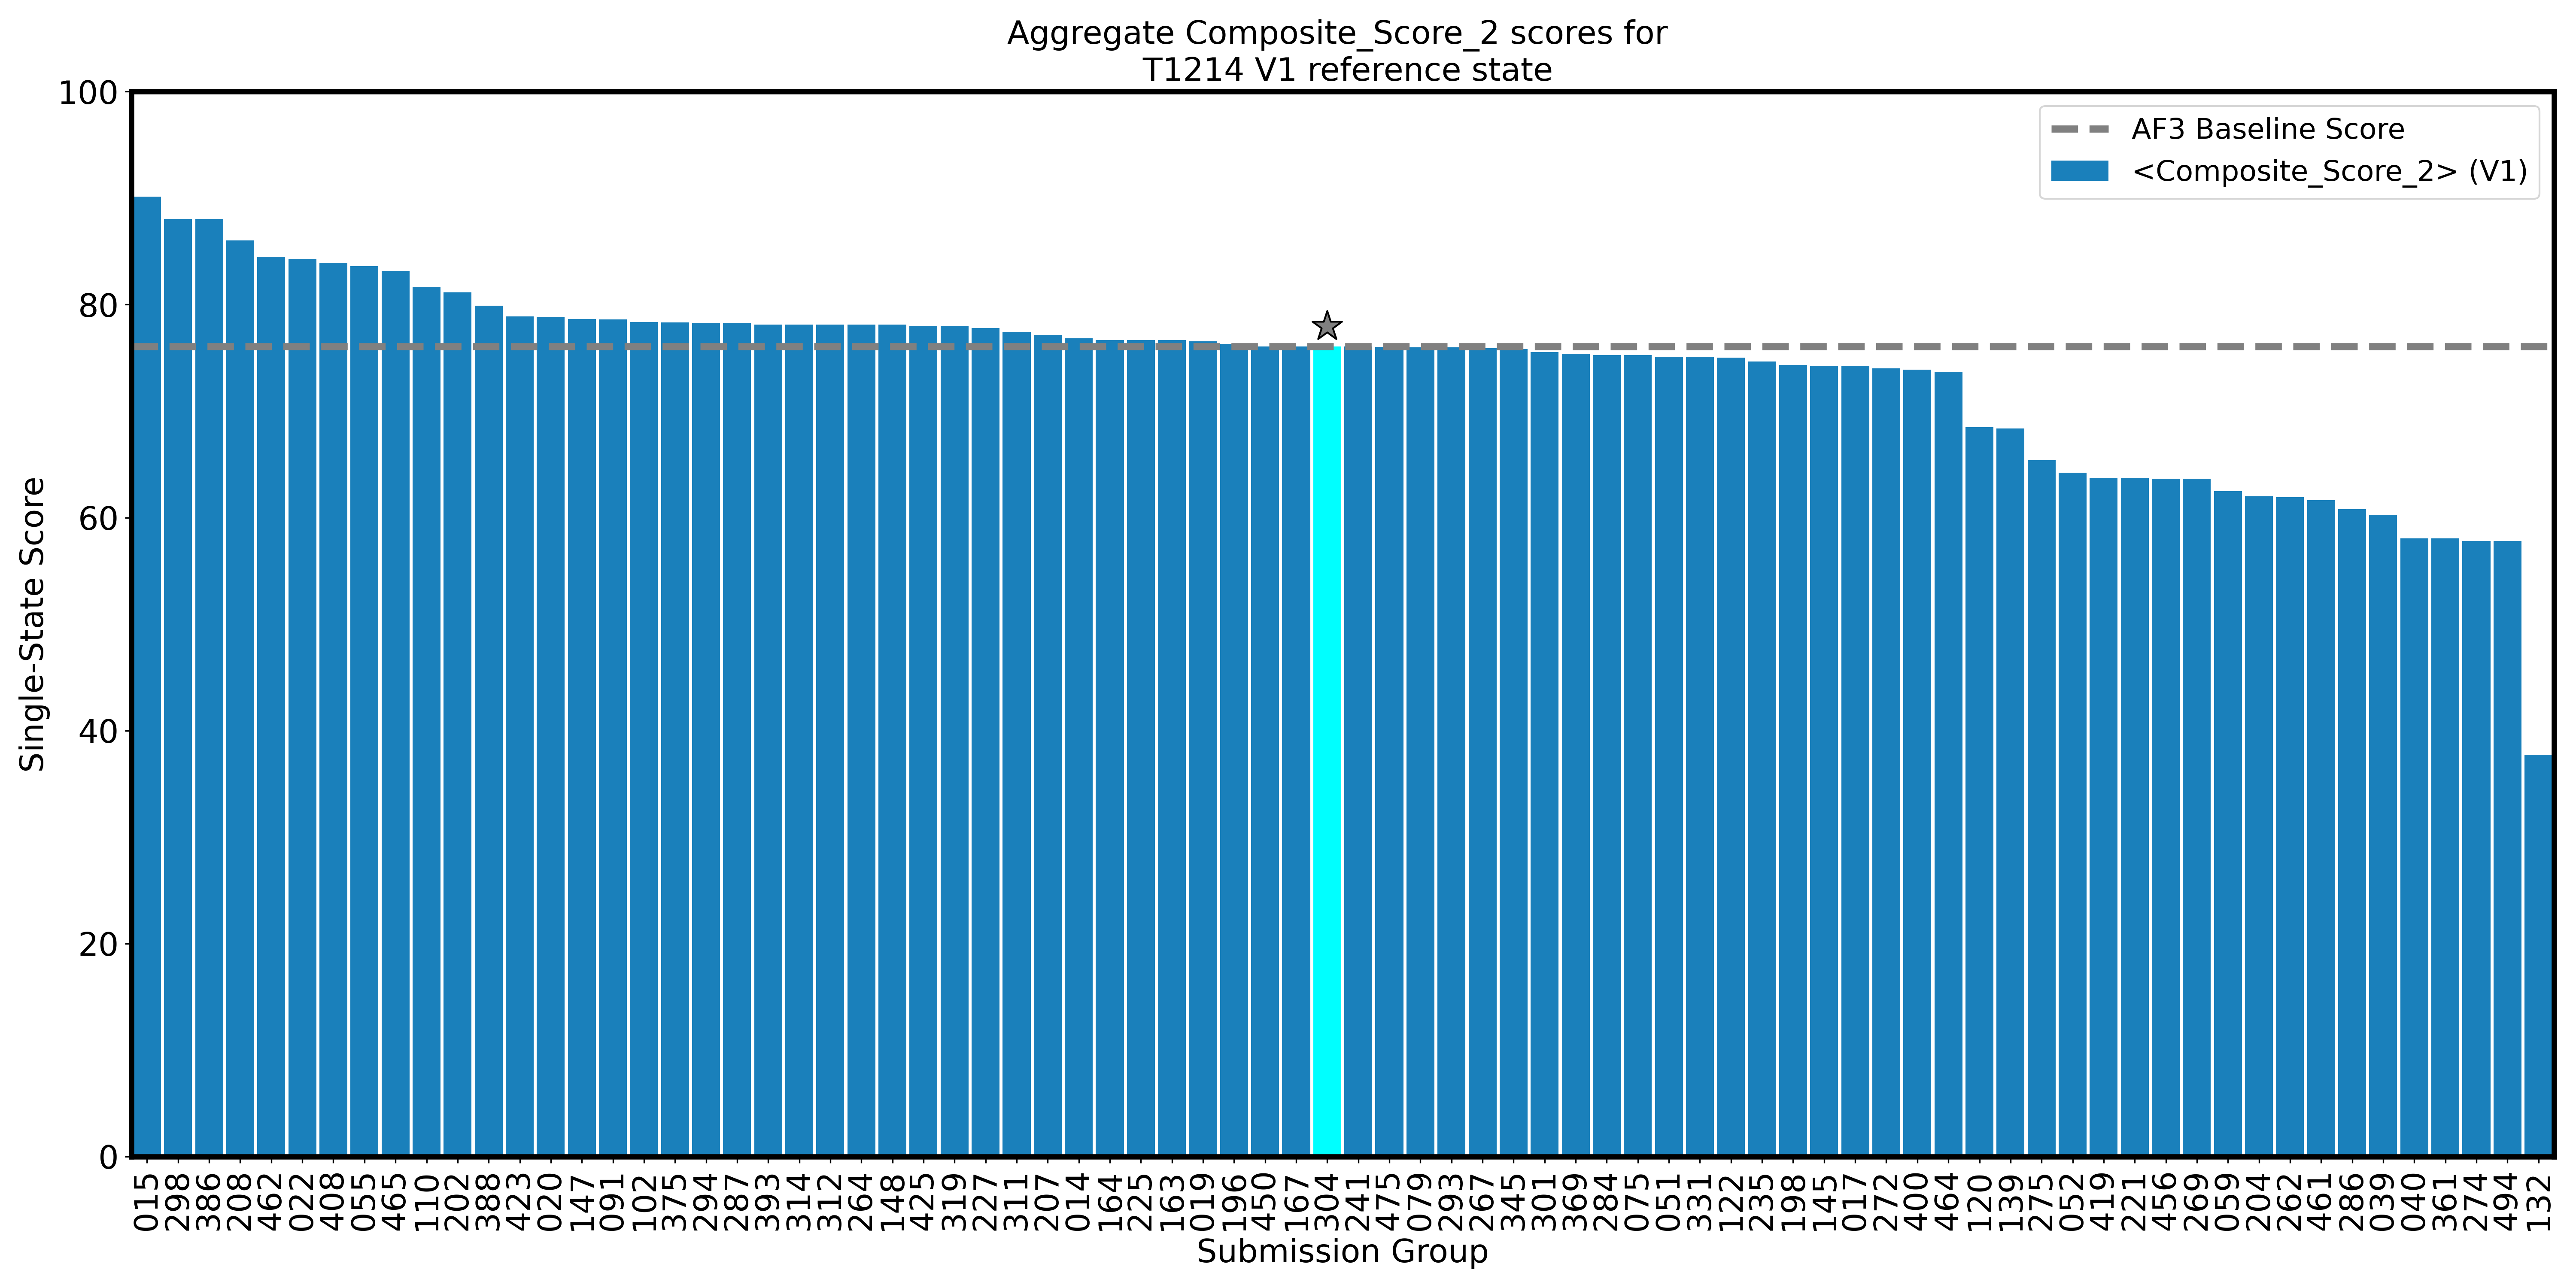 Aggregate Composite_Score_2 scores for
T1214 V1 reference state
AF3 Baseline Score
<Composite_Score_2> (V1)
Single-State Score
100
80
60
40
20
0
015 298 386 208 462 022 408 055 465 110 202 388 423 020 147 091 102 375 294 287 393 314 312 264 148 425 319 227 311 207 014 164 225 163 019 196 450 167 304 241 475 079 293 267 345 301 369 284 075 051 331 122 235 198 145 017 272 400 464 120 139 275 052 419 221 456 269 059 204 262 461 286 039 040 361 274 494 132
Submission Group